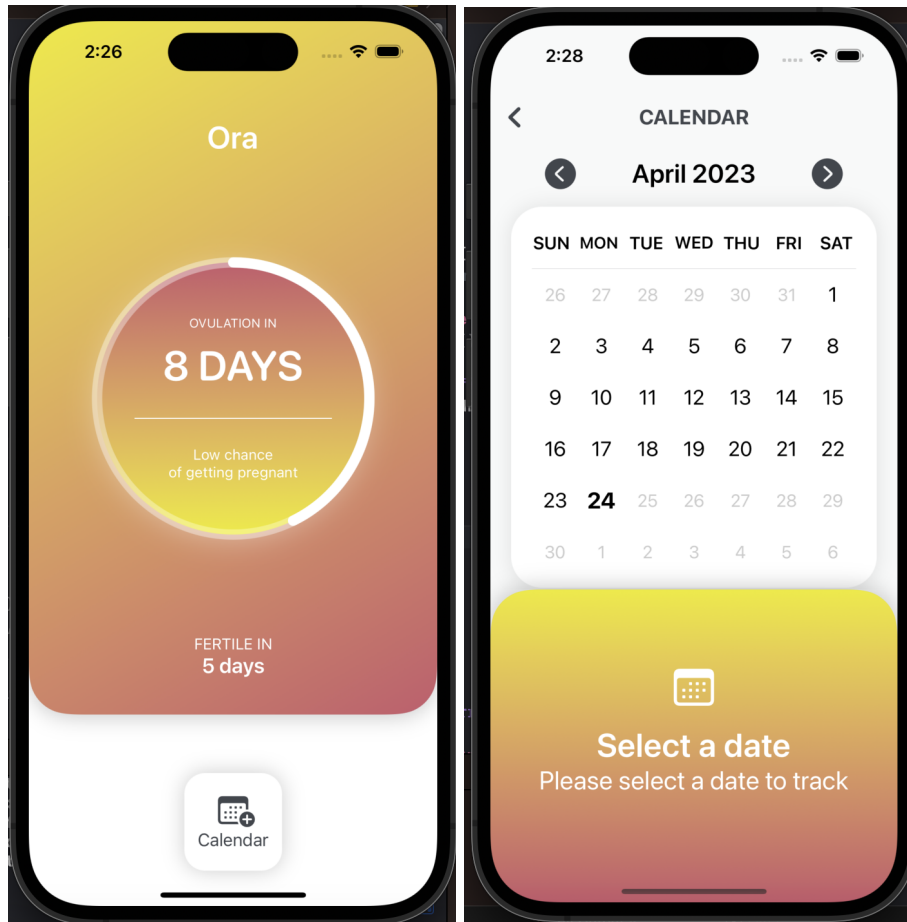 2:26
Ora
OVULATION IN
8 DAYS
Low chance
of getting pregnant
FERTILE IN
5 days
Calendar
2:28
CALENDAR
April 2023
SUN MON TUE WED THU FRI SAT
26 27 28 29 30 31 1
2 3 4 5 6 7 8
9 10 11 12 13 14 15
16 17 18 19 20 21 22
23 24 25 26 27 28 29
30 1 2 3 4 5 6
Select a date
Please select a date to track